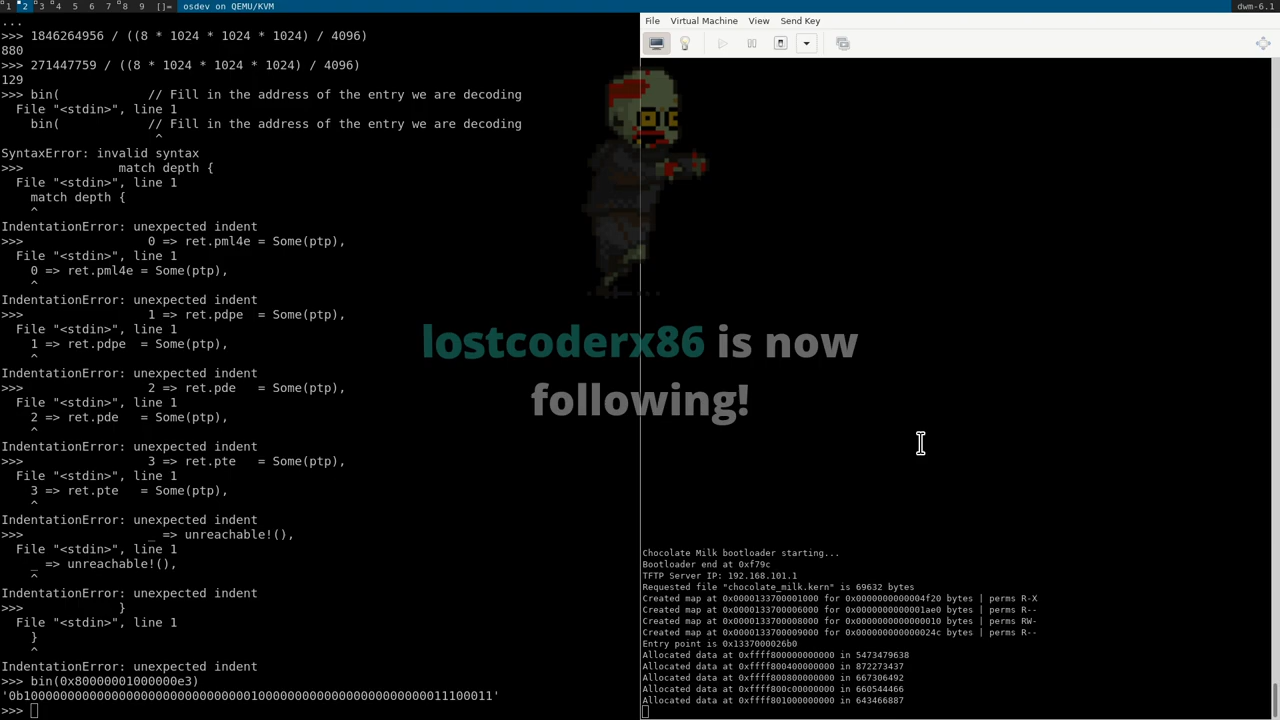 1 2 3 4 5 6 7 8 9 []= osdev on QEMU/KVM dwm-6.1
...
>>> 1846264926 / ((8 * 1024 * 1024 * 1024) / 4096)
880
>>> 271447759 / ((8 * 1024 * 1024 * 1024) / 4096)
129
>>> bin(            // Fill in the address of the entry we are decoding
  File "<stdin>", line 1
    bin(            // Fill in the address of the entry we are decoding
                     ^
SyntaxError: invalid syntax
>>>             match depth {
  File "<stdin>", line 1
    match depth {
    ^
IndentationError: unexpected indent
>>>                 0 => ret.pml4e = Some(ptp),
  File "<stdin>", line 1
    0 => ret.pml4e = Some(ptp),
    ^
IndentationError: unexpected indent
>>>                 1 => ret.pdpe  = Some(ptp),
  File "<stdin>", line 1
    1 => ret.pdpe  = Some(ptp),
    ^
IndentationError: unexpected indent
>>>                 2 => ret.pde   = Some(ptp),
  File "<stdin>", line 1
    2 => ret.pde   = Some(ptp),
    ^
IndentationError: unexpected indent
>>>                 3 => ret.pte   = Some(ptp),
  File "<stdin>", line 1
    3 => ret.pte   = Some(ptp),
    ^
IndentationError: unexpected indent
>>>                 _ => unreachable!(),
  File "<stdin>", line 1
    _ => unreachable!(),
    ^
IndentationError: unexpected indent
>>>             }
  File "<stdin>", line 1
    }
    ^
IndentationError: unexpected indent
>>> bin(0x80000001000000e3)
>>>
File Virtual Machine View Send Key
lostcoderx86 is now
following!
Chocolate Milk bootloader starting...
Bootloader end at 0xf79c
TFTP Server IP: 192.168.101.1
Requested file "chocolate_milk.kern" is 69632 bytes
Created map at 0x0000133700001000 for 0x0000000000004f20 bytes | perms R-X
Created map at 0x0000133700006000 for 0x0000000000001ae0 bytes | perms R--
Created map at 0x0000133700008000 for 0x0000000000000010 bytes | perms RW-
Created map at 0x0000133700009000 for 0x000000000000024c bytes | perms R--
Entry point is 0x1337000026b0
Allocated data at 0xffff800000000000 in 5473479638
Allocated data at 0xffff800400000000 in 872273437
Allocated data at 0xffff800800000000 in 667306492
Allocated data at 0xffff800c00000000 in 660544466
Allocated data at 0xffff801000000000 in 643466887